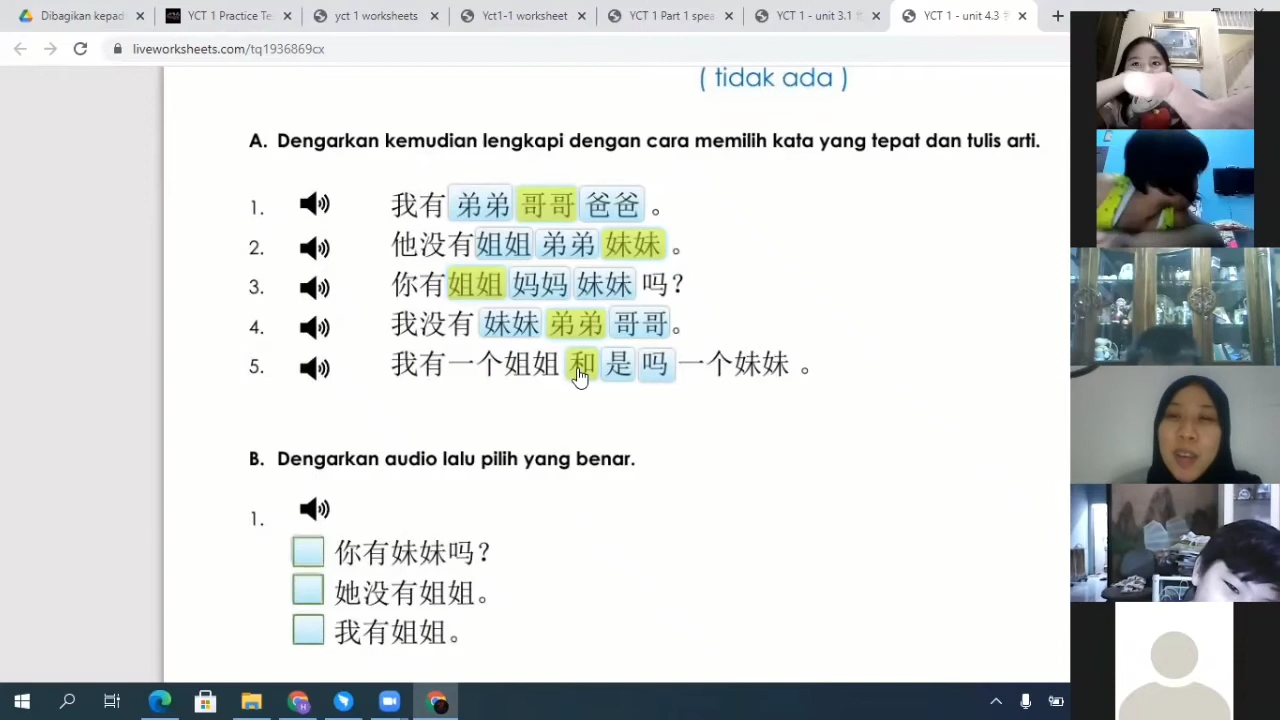 Dibagikan kepad
YCT 1 Practice Te
yct 1 worksheets
Yct1-1 worksheet
YCT 1 Part 1 spea
YCT 1 - unit 3.1
YCT 1 - unit 4.3
liveworksheets.com/tq1936869cx
( tidak ada )
A. Dengarkan kemudian lengkapi dengan cara memilih kata yang tepat dan tulis arti.
1. 我有 弟弟 哥哥 爸爸 。
2. 他没有 姐姐 弟弟 妹妹 。
3. 你有 姐姐 妈妈 妹妹 吗?
4. 我没有 妹妹 弟弟 哥哥 。
5. 我有一个姐姐 和 是 吗 一个妹妹 。
B. Dengarkan audio lalu pilih yang benar.
1.
你有妹妹吗?
她没有姐姐。
我有姐姐。